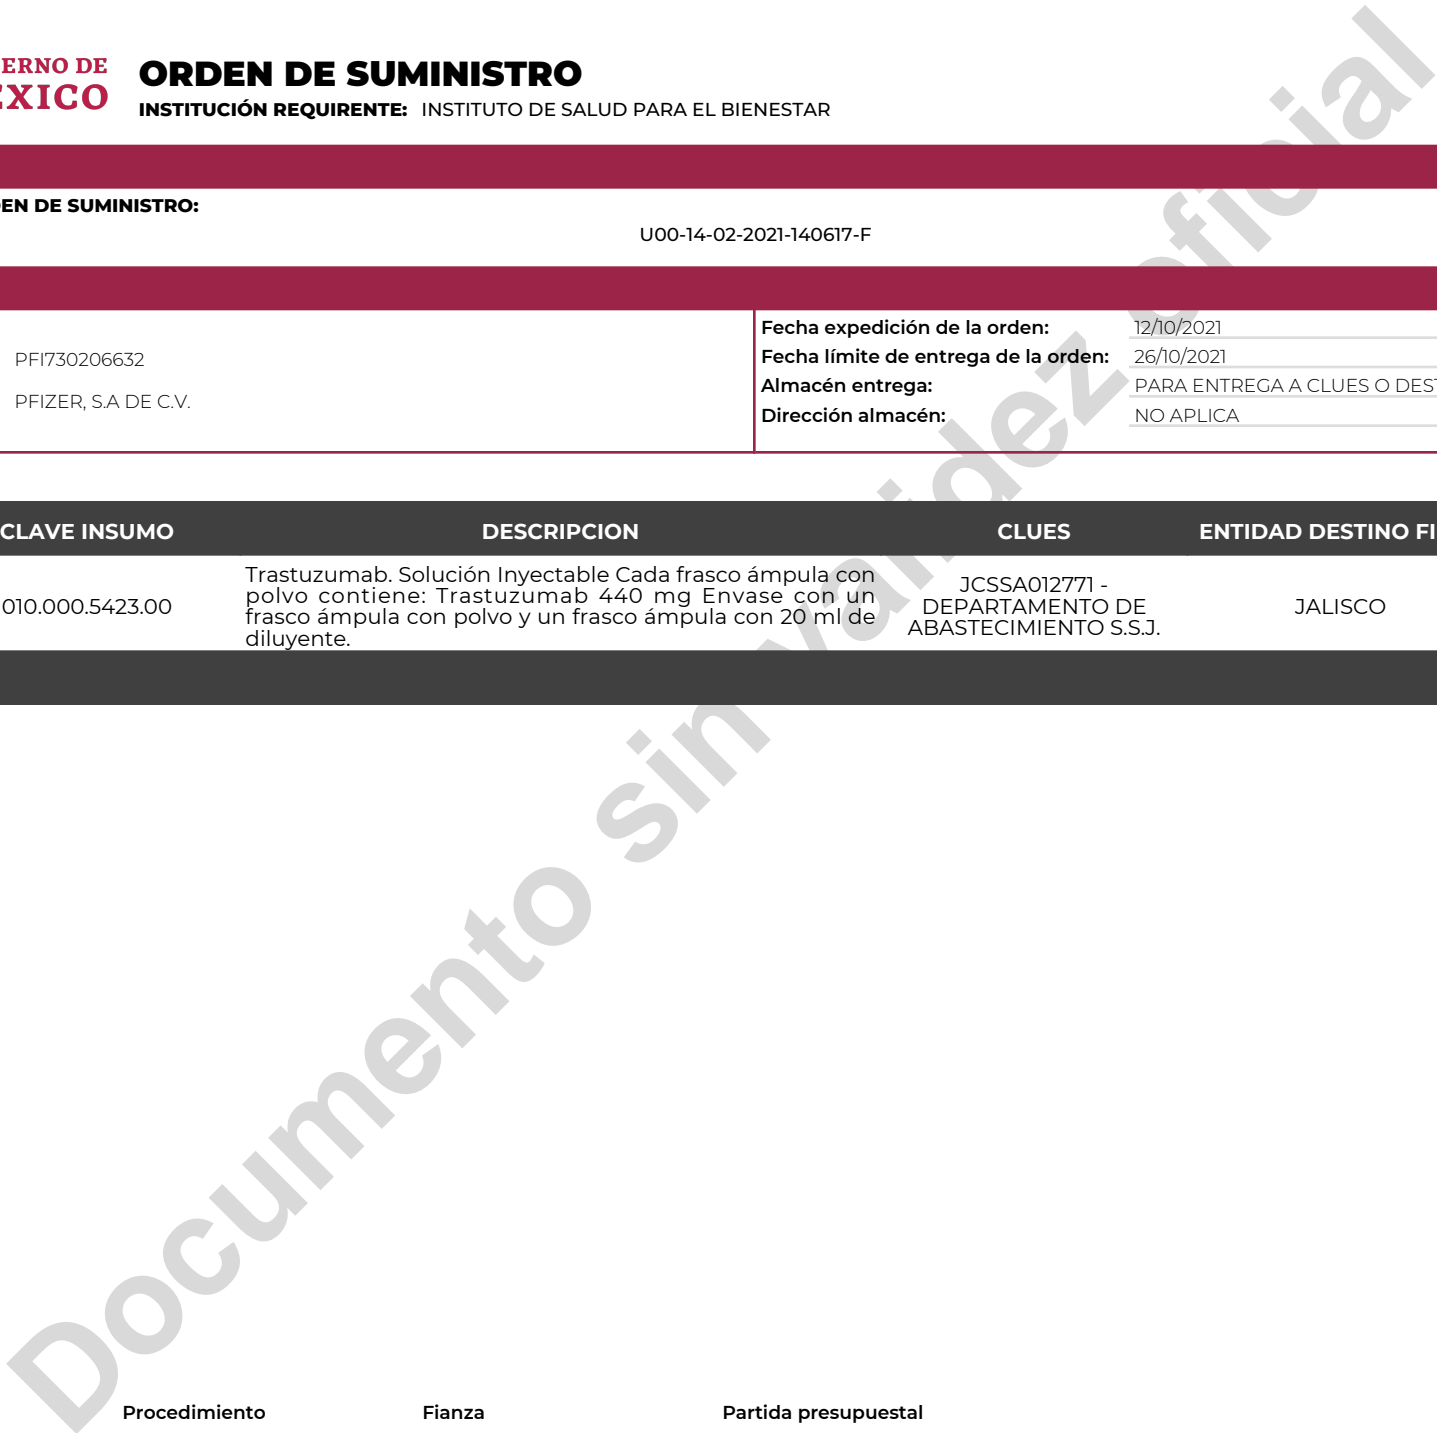 ERNO DE
EXICO
ORDEN DE SUMINISTRO
INSTITUCIÓN REQUIRENTE: INSTITUTO DE SALUD PARA EL BIENESTAR
EN DE SUMINISTRO:
U00-14-02-2021-140617-F
PFI730206632
PFIZER, S.A DE C.V.
Fecha expedición de la orden: 12/10/2021
Fecha límite de entrega de la orden: 26/10/2021
Almacén entrega: PARA ENTREGA A CLUES O DEST
Dirección almacén: NO APLICA
CLAVE INSUMO DESCRIPCION CLUES ENTIDAD DESTINO FI
010.000.5423.00
Trastuzumab. Solución Inyectable Cada frasco ámpula con
polvo contiene: Trastuzumab 440 mg Envase con un
frasco ámpula con polvo y un frasco ámpula con 20 ml de
diluyente.
JCSSA012771 -
DEPARTAMENTO DE
ABASTECIMIENTO S.S.J.
JALISCO
Documento sin validez oficial
Procedimiento Fianza Partida presupuestal